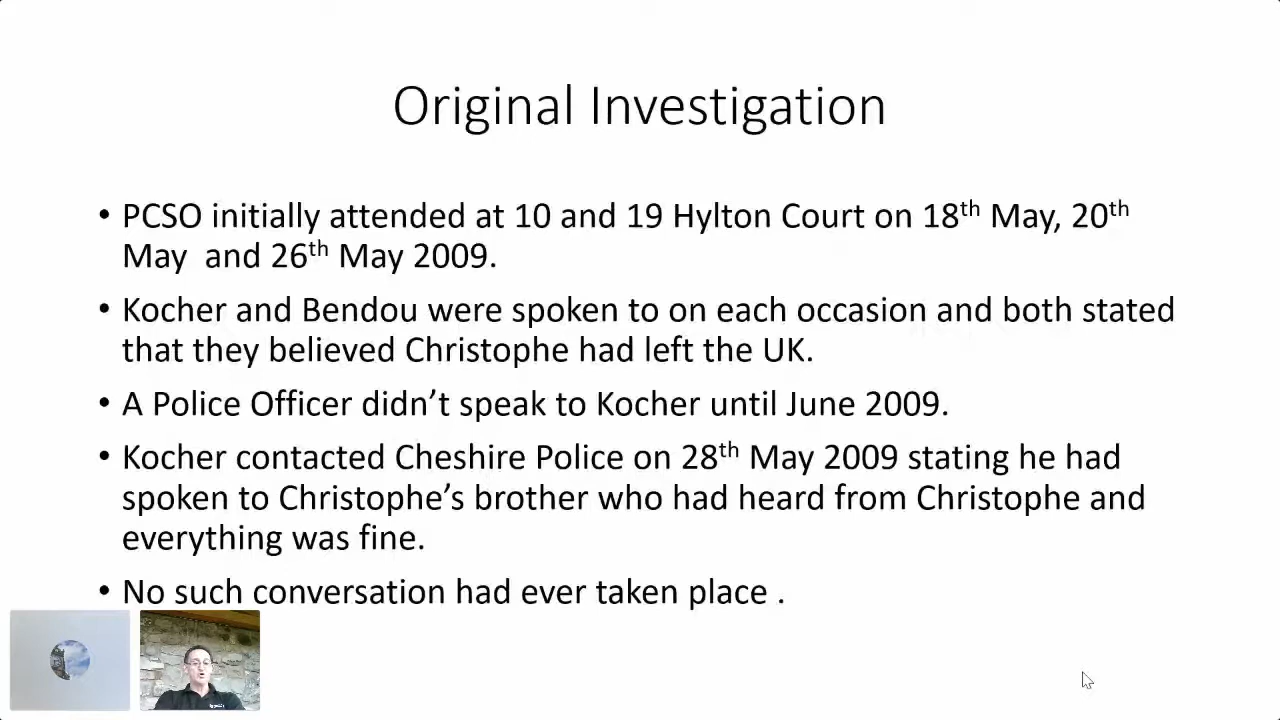 Original Investigation
• PCSO initially attended at 10 and 19 Hylton Court on 18th May, 20th
May  and 26th May 2009.
• Kocher and Bendou were spoken to on each occasion and both stated
that they believed Christophe had left the UK.
• A Police Officer didn’t speak to Kocher until June 2009.
• Kocher contacted Cheshire Police on 28th May 2009 stating he had
spoken to Christophe’s brother who had heard from Christophe and
everything was fine.
• No such conversation had ever taken place .